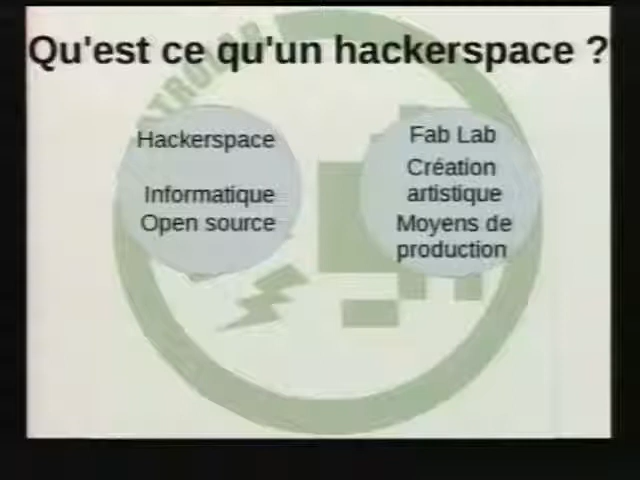 Qu'est ce qu'un hackerspace ?
Hackerspace
Informatique
Open source
Fab Lab
Création
artistique
Moyens de
production